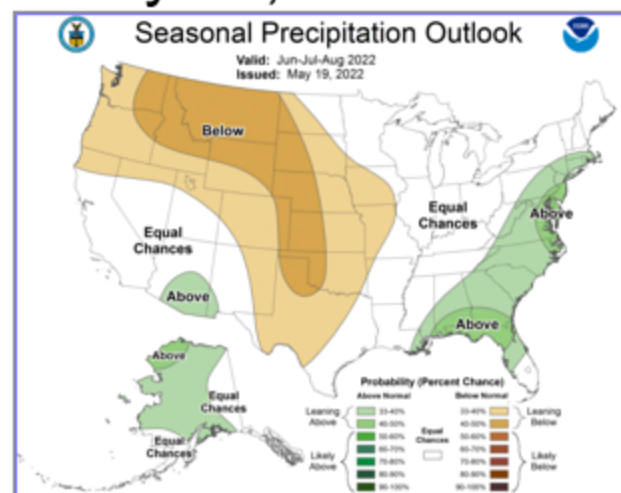 Seasonal Precipitation Outlook
Valid: Jun-Jul-Aug 2022
Issued: May 19, 2022
Below
Equal
Chances
Equal
Chances
Above
Above
Above
Above
Equal
Chances
Equal
Chances
Probability (Percent Chance)
Above Normal
Below Normal
Leaning
Above
33-40%
40-50%
Likely
Above
50-60%
60-70%
70-80%
80-90%
90-100%
Equal
Chances
33-40%
40-50%
Leaning
Below
50-60%
60-70%
70-80%
80-90%
90-100%
Likely
Below